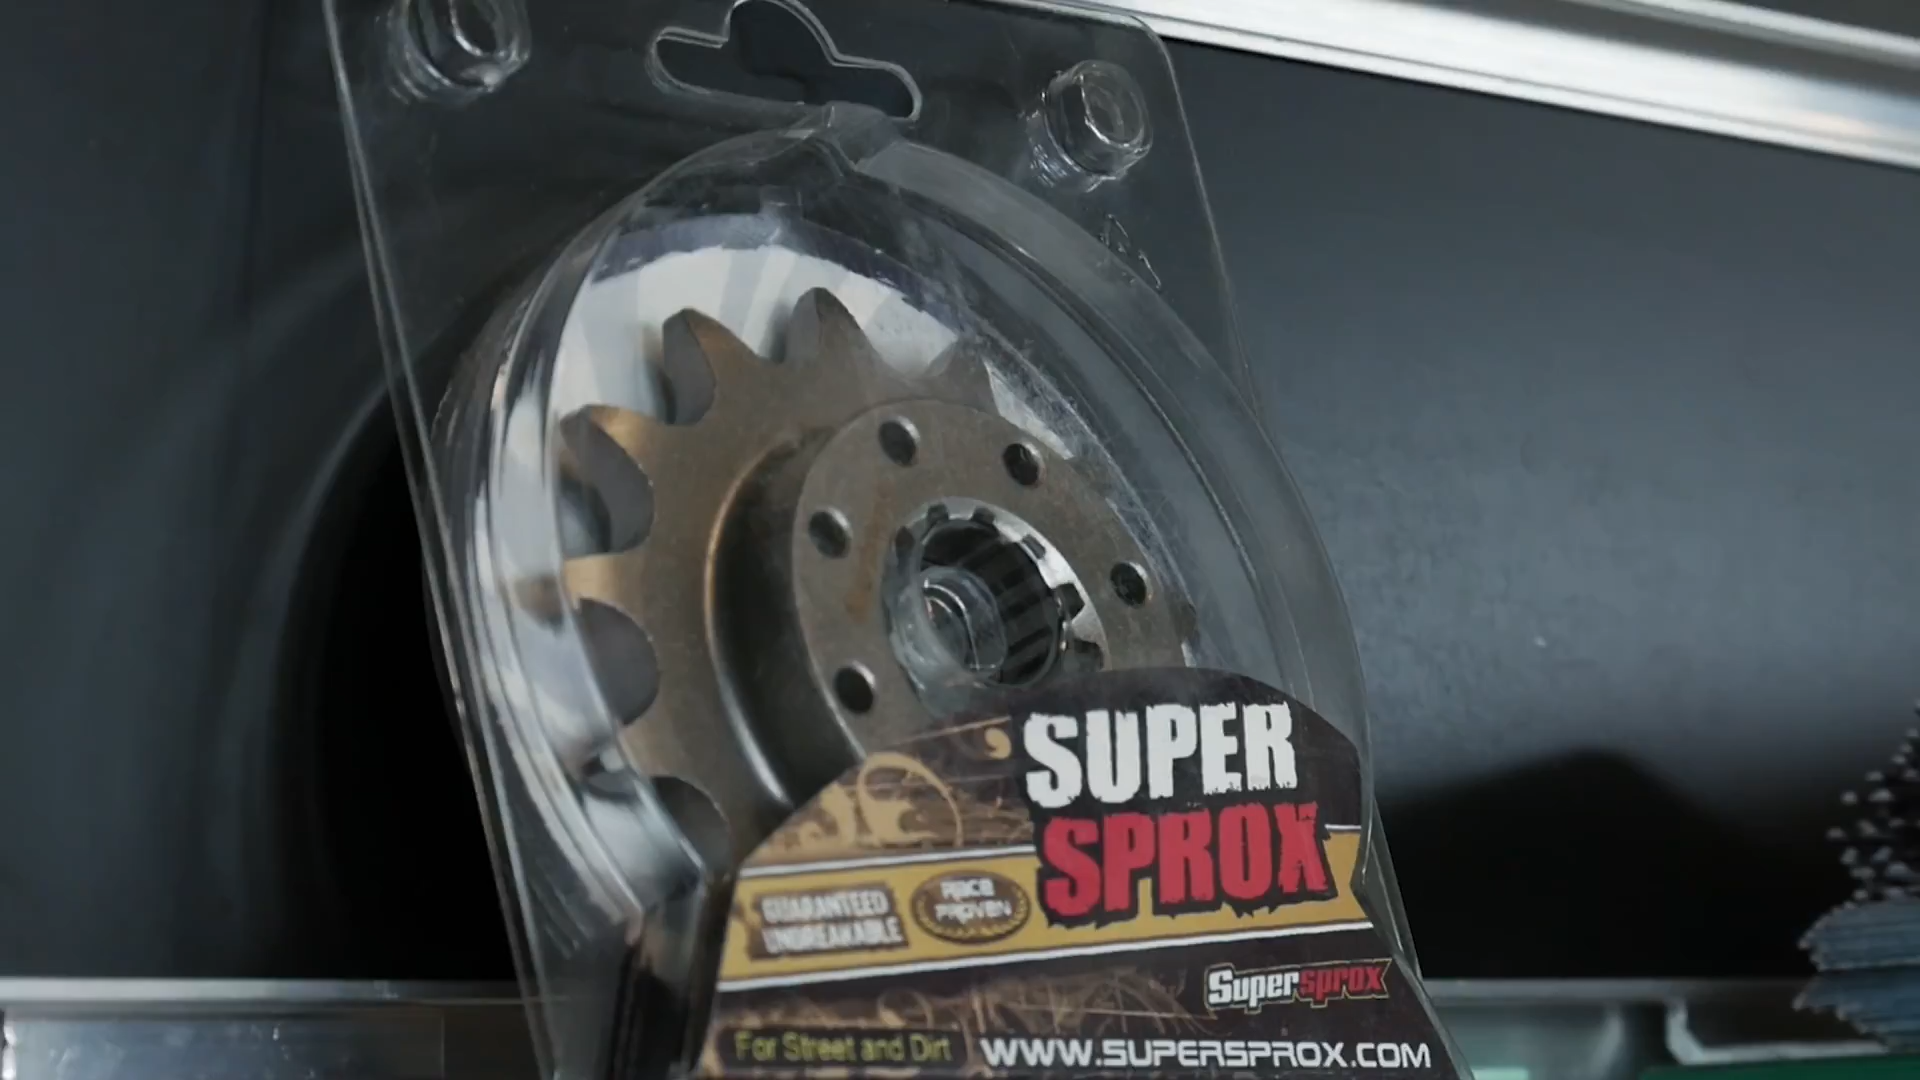 SUPER
SPROX
GUARANTEED
UNBREAKABLE
RACE
PROVEN
Supersprox
For Street and Dirt
WWW.SUPERSPROX.COM